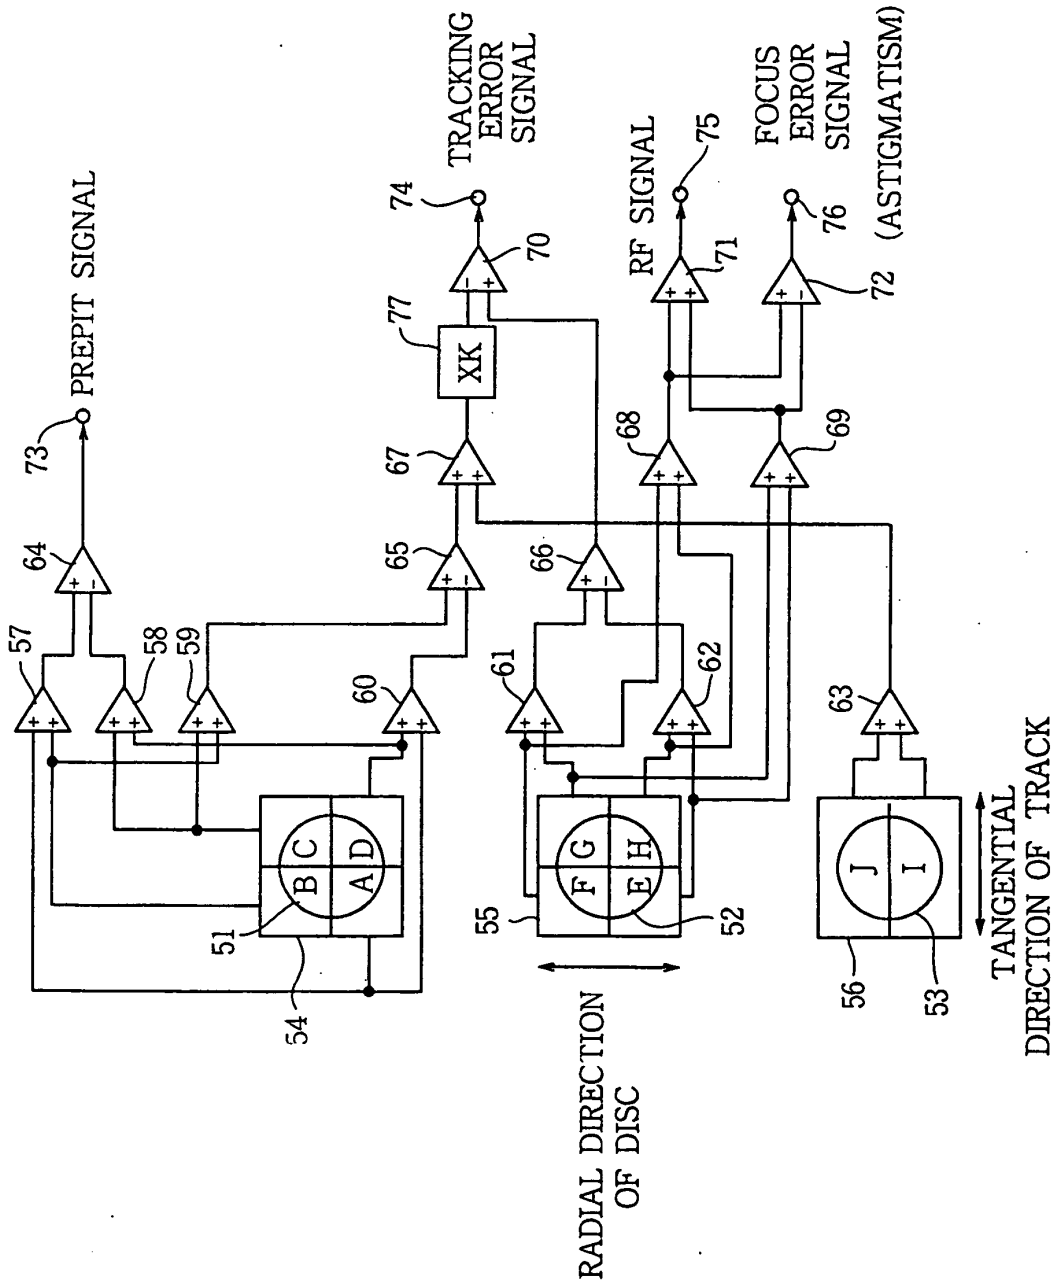 PREPIT SIGNAL
73
64
57
58
59
60
+
+
+
+
+
+
+
+
+
−
B
C
A
D
51
54
TRACKING
ERROR
SIGNAL
74
70
77
XK
67
65
66
61
62
−
+
+
+
+
−
+
−
+
+
+
+
F
G
E
H
55
52
RF SIGNAL
75
71
FOCUS
ERROR
SIGNAL
(ASTIGMATISM)
76
72
68
69
63
+
+
+
−
+
+
+
+
+
+
J
I
56
53
RADIAL DIRECTION
OF DISC
TANGENTIAL
DIRECTION OF TRACK